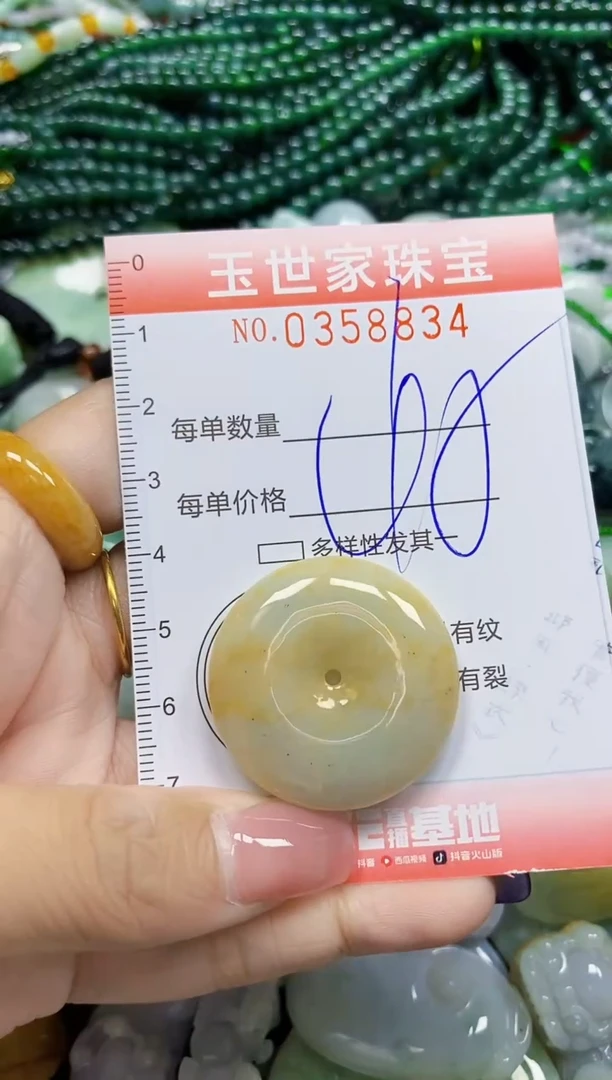 玉世家珠宝
NO.0358834
0
1
2
3
4
5
6
7
每单数量
每单价格
多样性发其一
有纹
有裂
基地
抖音 西瓜视频 抖音火山版